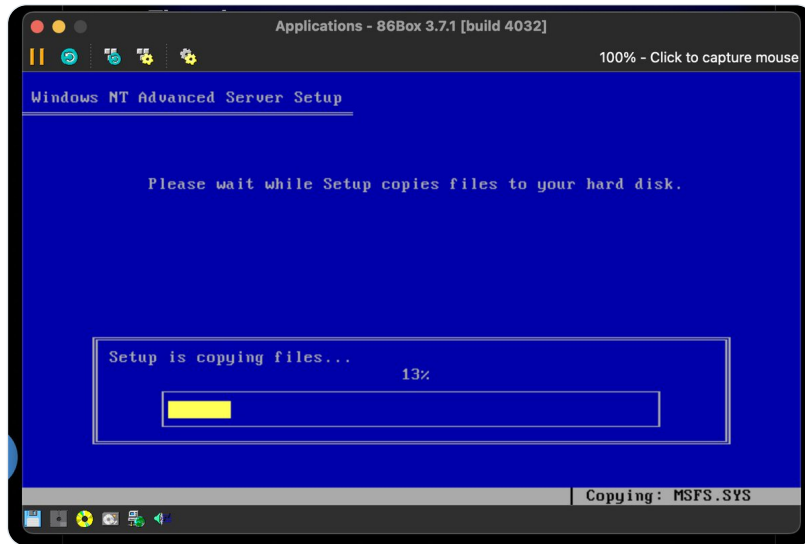 Applications - 86Box 3.7.1 [build 4032]
100% - Click to capture mouse
Windows NT Advanced Server Setup
Please wait while Setup copies files to your hard disk.
Setup is copying files...
13%
Copying: MSFS.SYS